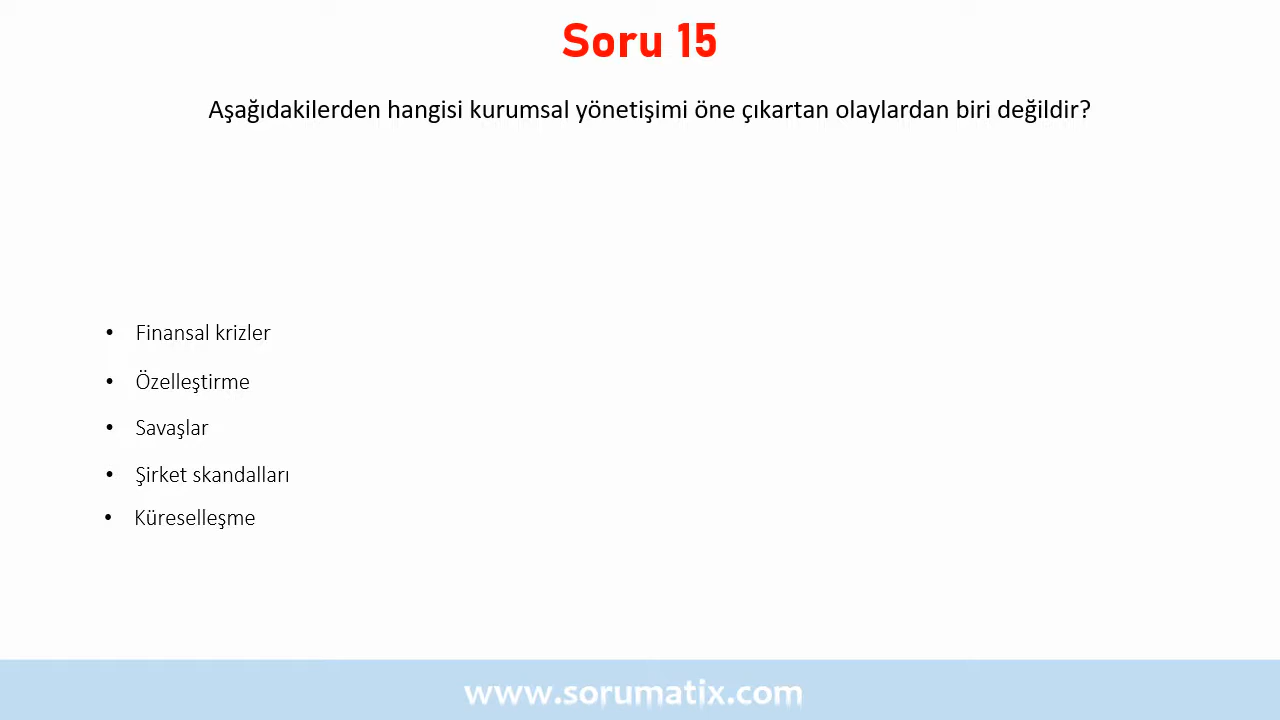 Soru 15
Aşağıdakilerden hangisi kurumsal yönetişimi öne çıkartan olaylardan biri değildir?
• Finansal krizler
• Özelleştirme
• Savaşlar
• Şirket skandalları
• Küreselleşme
www.sorumatix.com